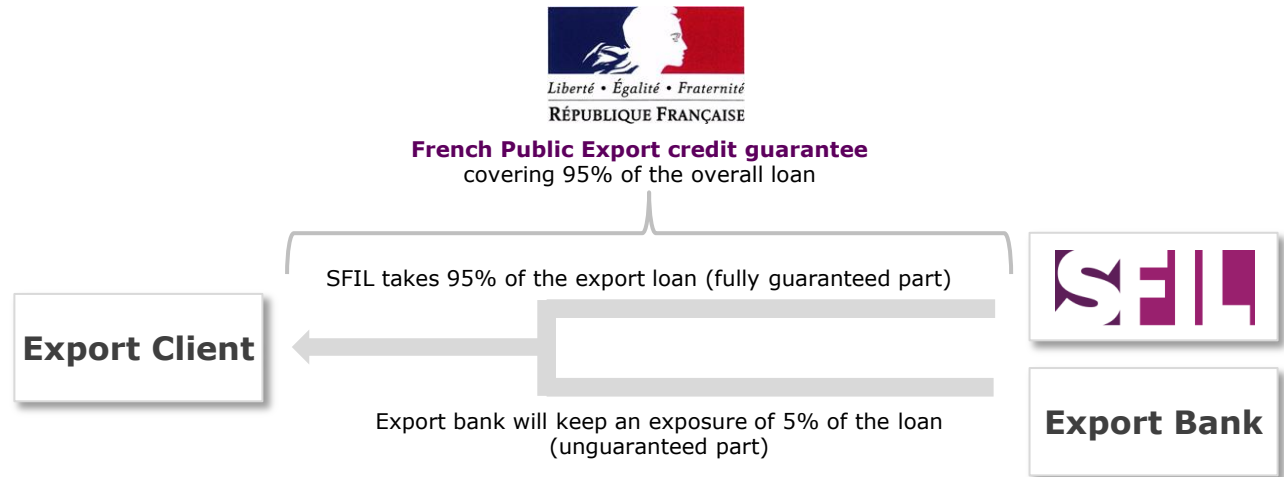 Liberté • Égalité • Fraternité
RÉPUBLIQUE FRANÇAISE
French Public Export credit guarantee
covering 95% of the overall loan
SFIL takes 95% of the export loan (fully guaranteed part)
SFIL
Export Client
Export bank will keep an exposure of 5% of the loan
(unguaranteed part)
Export Bank